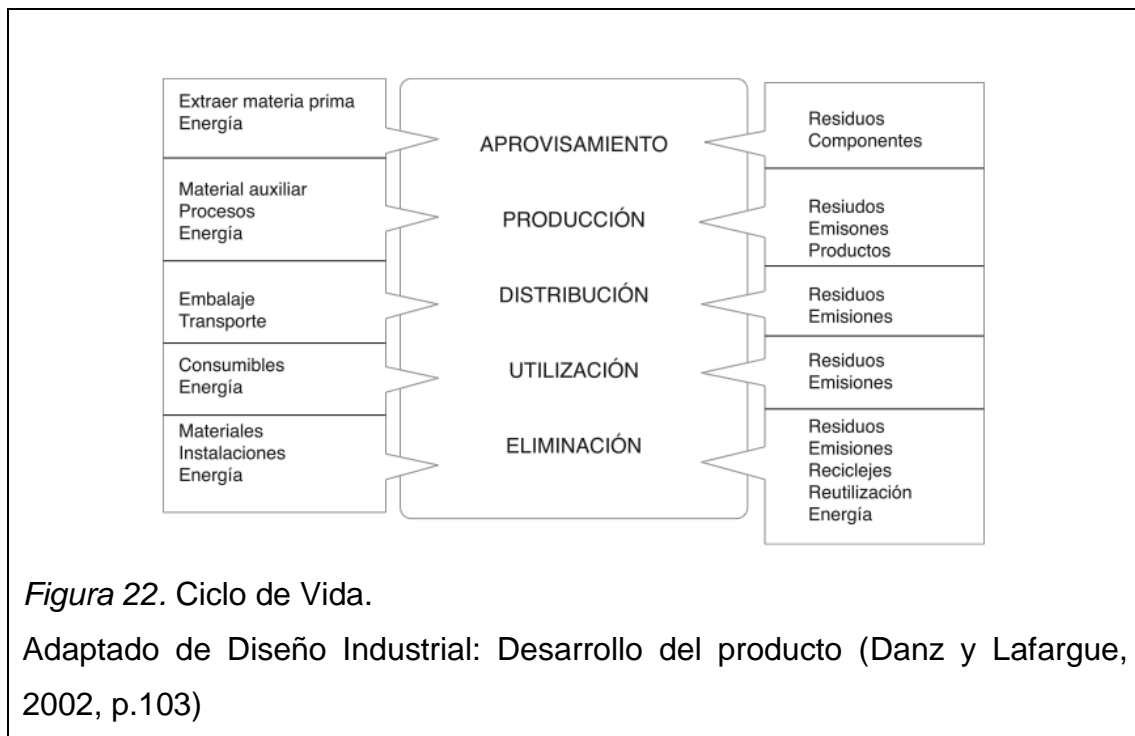 Extraer materia prima
Energía
APROVISAMIENTO
Residuos
Componentes
Material auxiliar
Procesos
Energía
PRODUCCIÓN
Resiudos
Emisones
Productos
Embalaje
Transporte
DISTRIBUCIÓN
Residuos
Emisiones
Consumibles
Energía
UTILIZACIÓN
Residuos
Emisiones
Materiales
Instalaciones
Energía
ELIMINACIÓN
Residuos
Emisiones
Reciclejes
Reutilización
Energía
Figura 22. Ciclo de Vida.
Adaptado de Diseño Industrial: Desarrollo del producto (Danz y Lafargue,
2002, p.103)